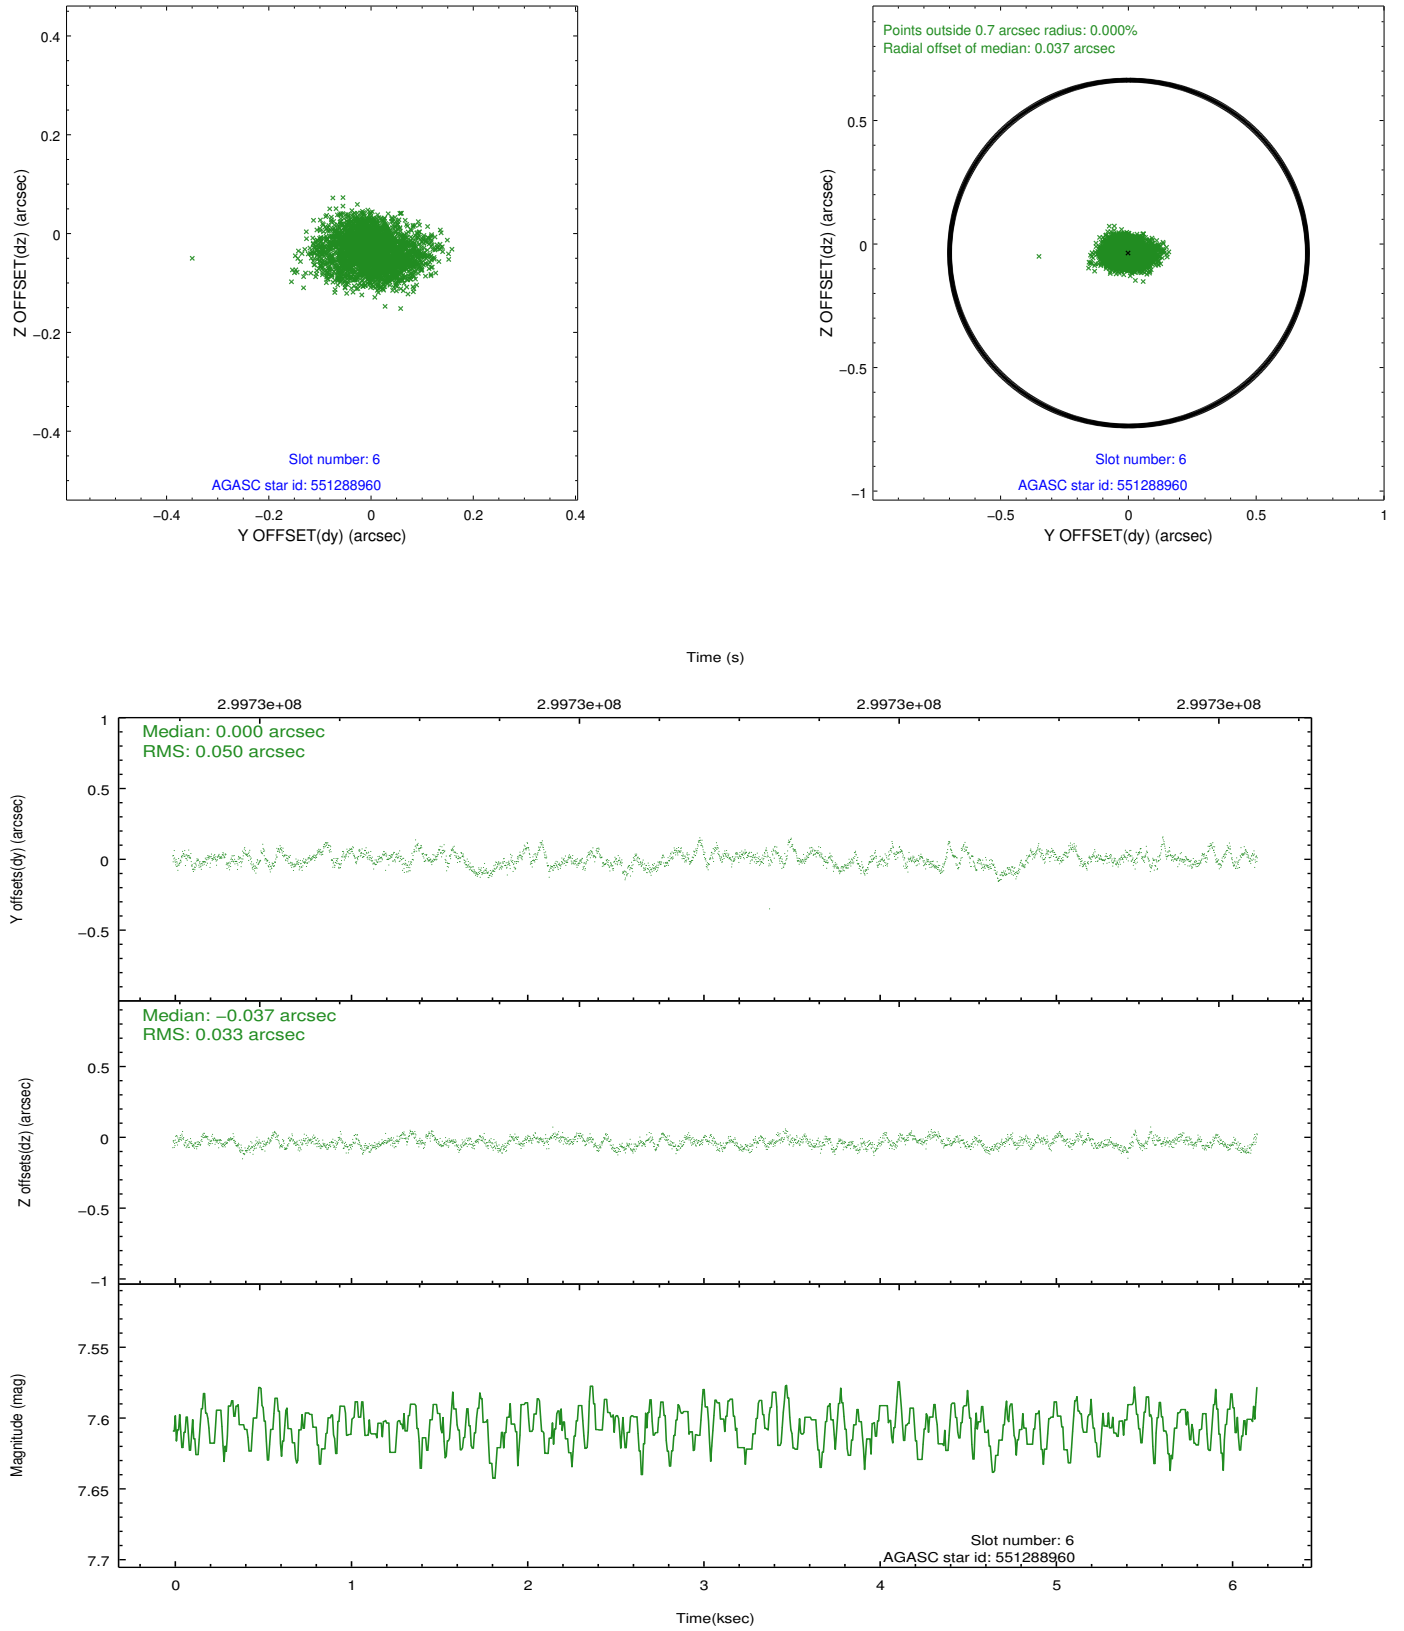 0.4
0.2
0
−0.2
−0.4
Z OFFSET(dz) (arcsec)
Slot number: 6
AGASC star id: 551288960
−0.4 −0.2 0 0.2 0.4
Y OFFSET(dy) (arcsec)
Points outside 0.7 arcsec radius: 0.000%
Radial offset of median: 0.037 arcsec
0.5
0
−0.5
−1
Z OFFSET(dz) (arcsec)
Slot number: 6
AGASC star id: 551288960
−0.5 0 0.5 1
Y OFFSET(dy) (arcsec)
Time (s)
2.9973e+08 2.9973e+08 2.9973e+08 2.9973e+08
Median: 0.000 arcsec
RMS: 0.050 arcsec
1
0.5
0
−0.5
Y offsets(dy) (arcsec)
Median: −0.037 arcsec
RMS: 0.033 arcsec
0.5
0
−0.5
−1
Z offsets(dz) (arcsec)
7.55
7.6
7.65
7.7
Magnitude (mag)
Slot number: 6
AGASC star id: 551288960
0 1 2 3 4 5 6
Time(ksec)